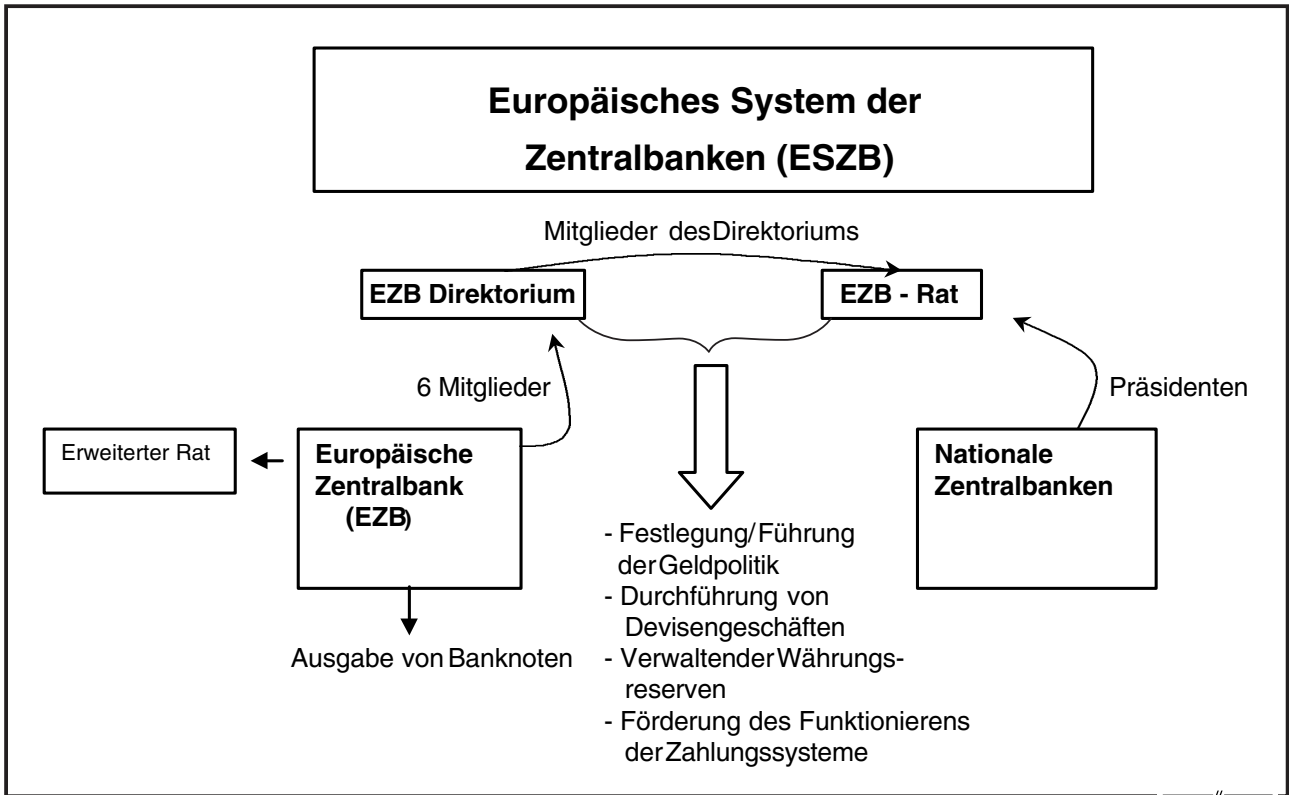 Europäisches System der
Zentralbanken (ESZB)
Mitglieder desDirektoriums
EZB Direktorium
EZB - Rat
6 Mitglieder
Präsidenten
Erweiterter Rat
Europäische
Zentralbank
(EZB)
Nationale
Zentralbanken
- Festlegung/Führung
derGeldpolitik
- Durchführung von
Devisengeschäften
- VerwaltenderWährungs-
reserven
- Förderung des Funktionierens
derZahlungssysteme
Ausgabe von Banknoten